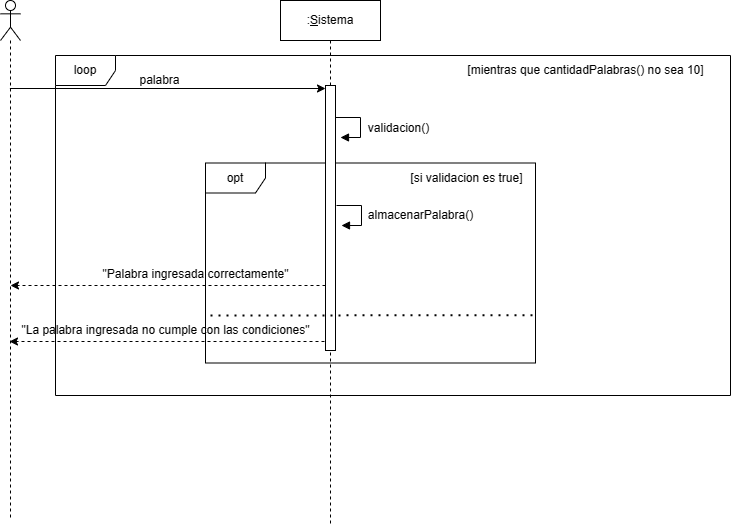 :Sistema
loop
[mientras que cantidadPalabras() no sea 10]
palabra
validacion()
opt
[si validacion es true]
almacenarPalabra()
"Palabra ingresada correctamente"
"La palabra ingresada no cumple con las condiciones"